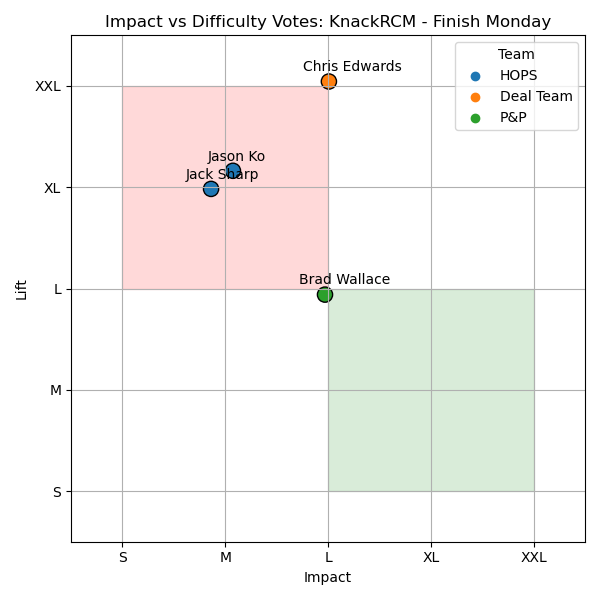 Impact vs Difficulty Votes: KnackRCM - Finish Monday
Team
HOPS
Deal Team
P&P
Chris Edwards
Jason Ko
Jack Sharp
Brad Wallace
Lift
XXL
XL
L
M
S
S M L XL XXL
Impact